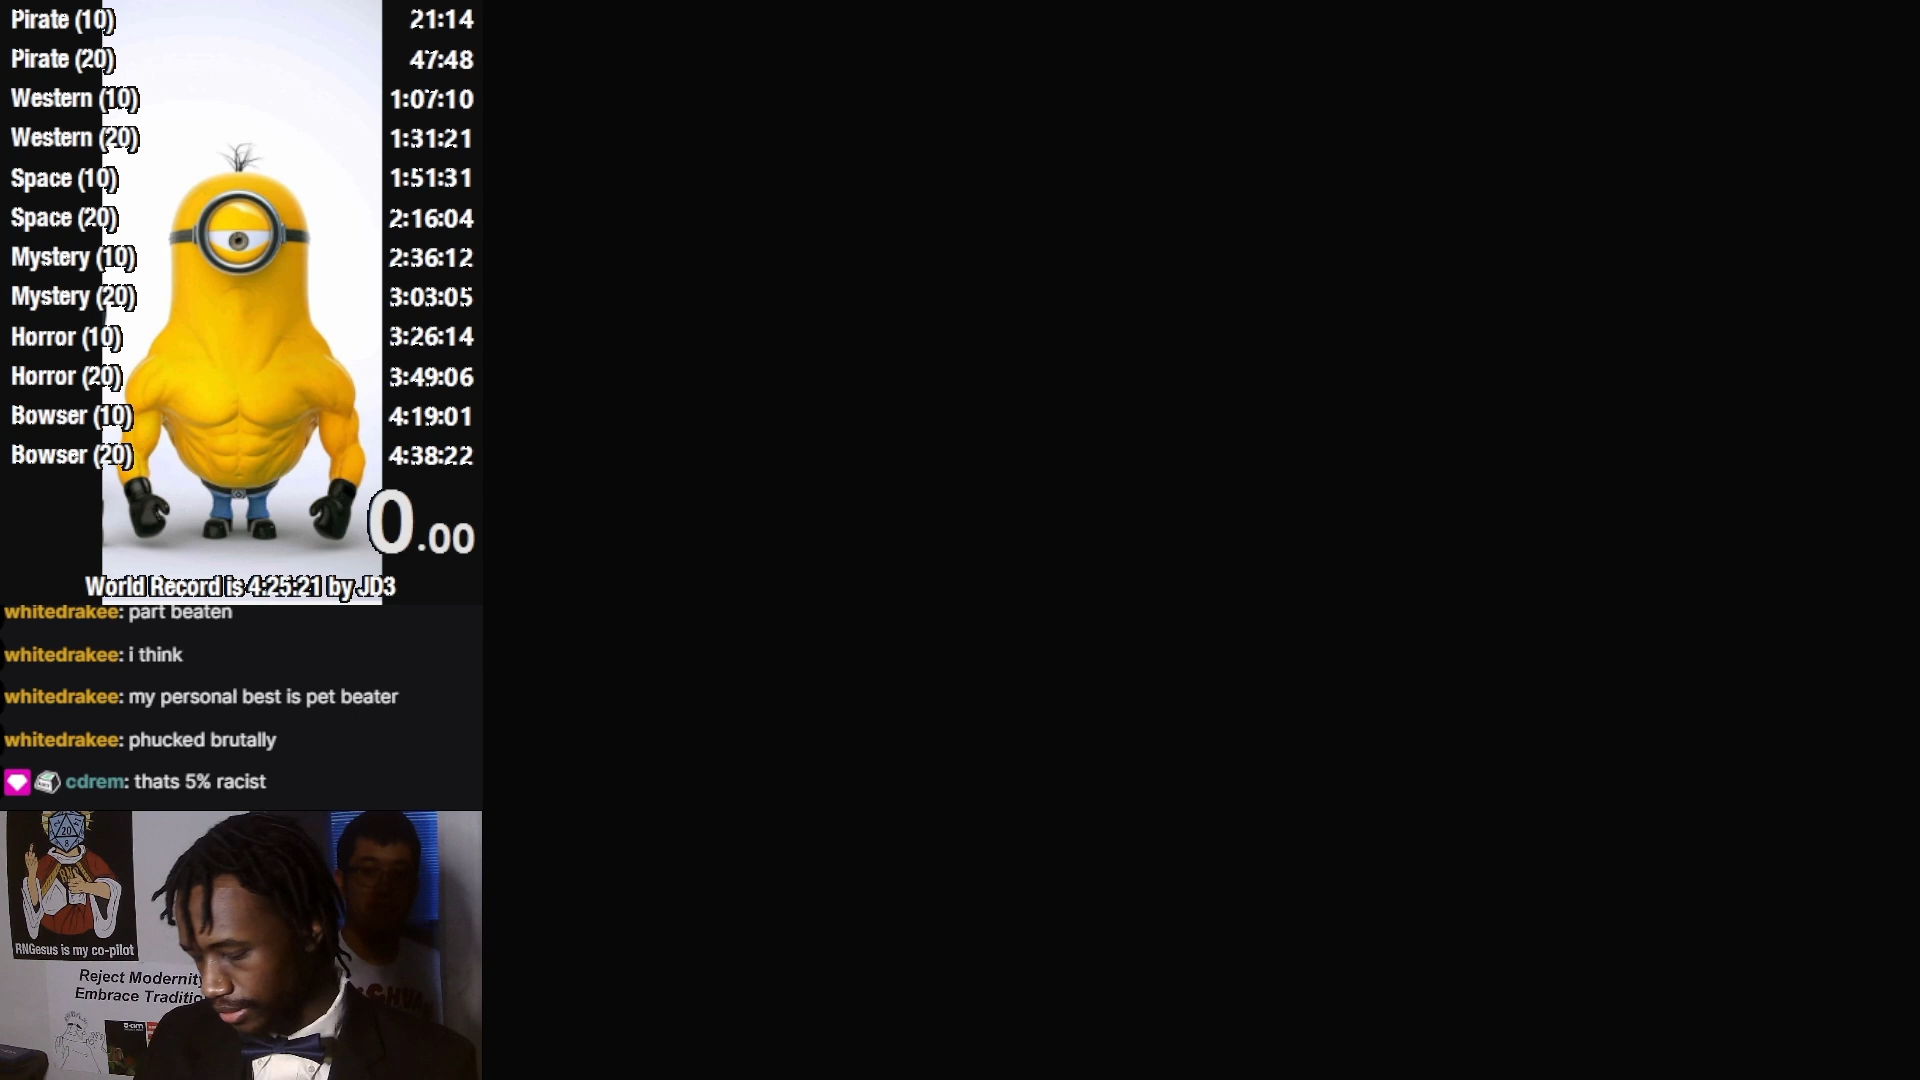 Pirate (10) 21:14
Pirate (20) 47:48
Western (10) 1:07:10
Western (20) 1:31:21
Space (10) 1:51:31
Space (20) 2:16:04
Mystery (10) 2:36:12
Mystery (20) 3:03:05
Horror (10) 3:26:14
Horror (20) 3:49:06
Bowser (10) 4:19:01
Bowser (20) 4:38:22
0.00
World Record is 4:25:21 by JD3
whitedrakee: part beaten
whitedrakee: i think
whitedrakee: my personal best is pet beater
whitedrakee: phucked brutally
cdrem: thats 5% racist
20
8
RNGesus is my co-pilot
Reject Modernity
Embrace Traditio